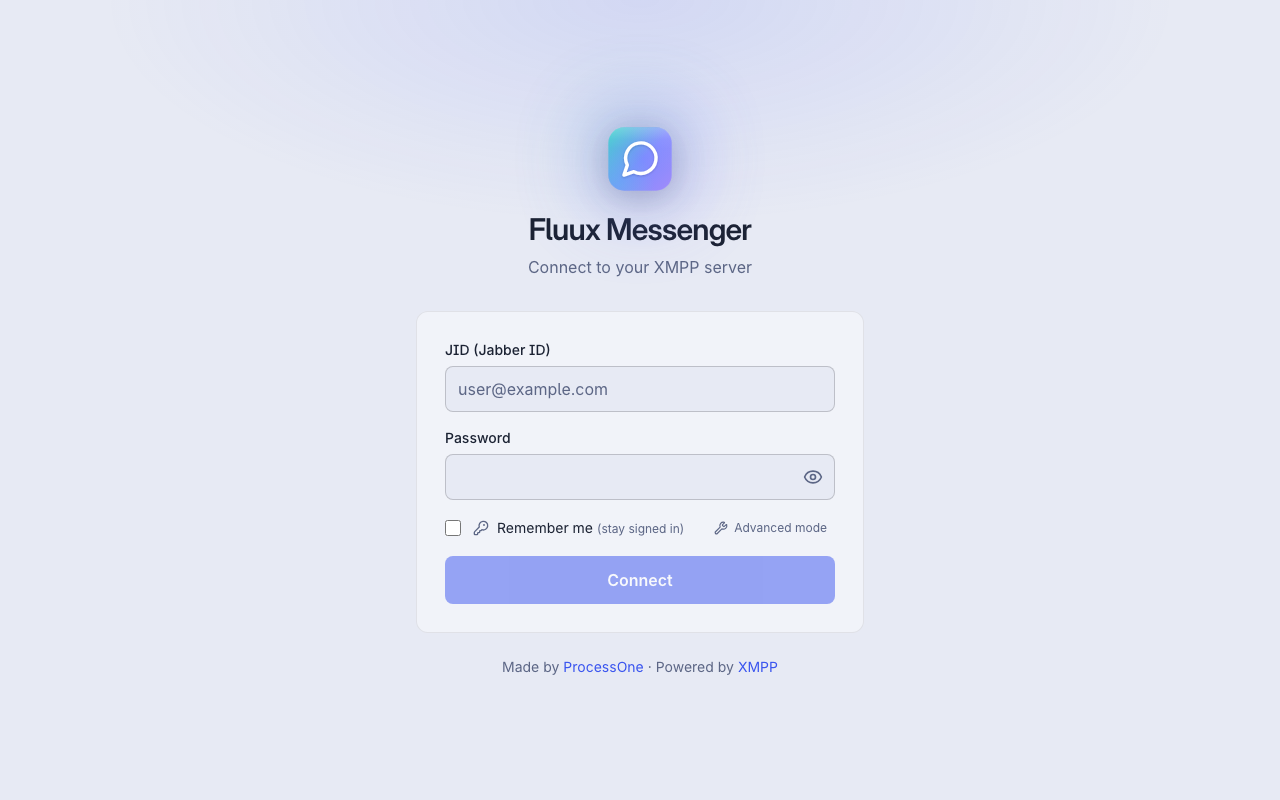 Fluux Messenger
Connect to your XMPP server
JID (Jabber ID)
user@example.com
Password
Remember me (stay signed in) Advanced mode
Connect
Made by ProcessOne · Powered by XMPP